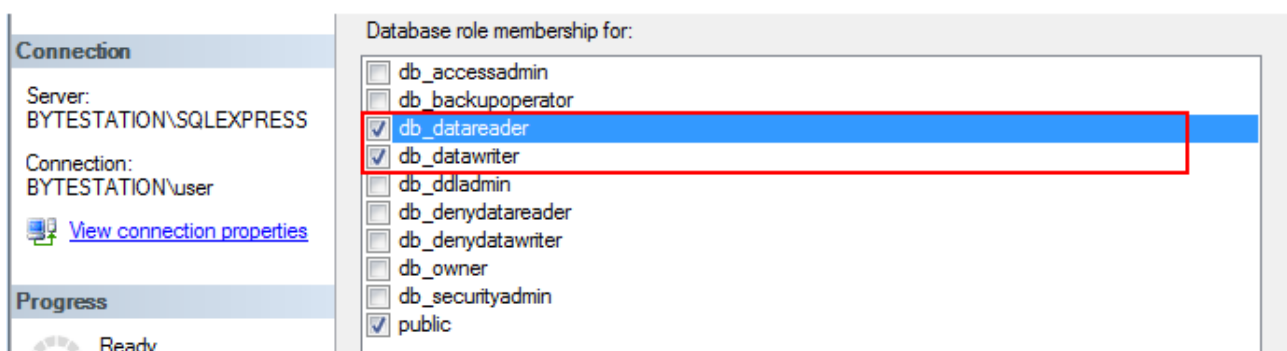 Connection
Server:
BYTESTATION\SQLEXPRESS
Connection:
BYTESTATION\user
View connection properties
Progress
Ready
Database role membership for:
db_accessadmin
db_backupoperator
db_datareader
db_datawriter
db_ddladmin
db_denydatareader
db_denydatawriter
db_owner
db_securityadmin
public